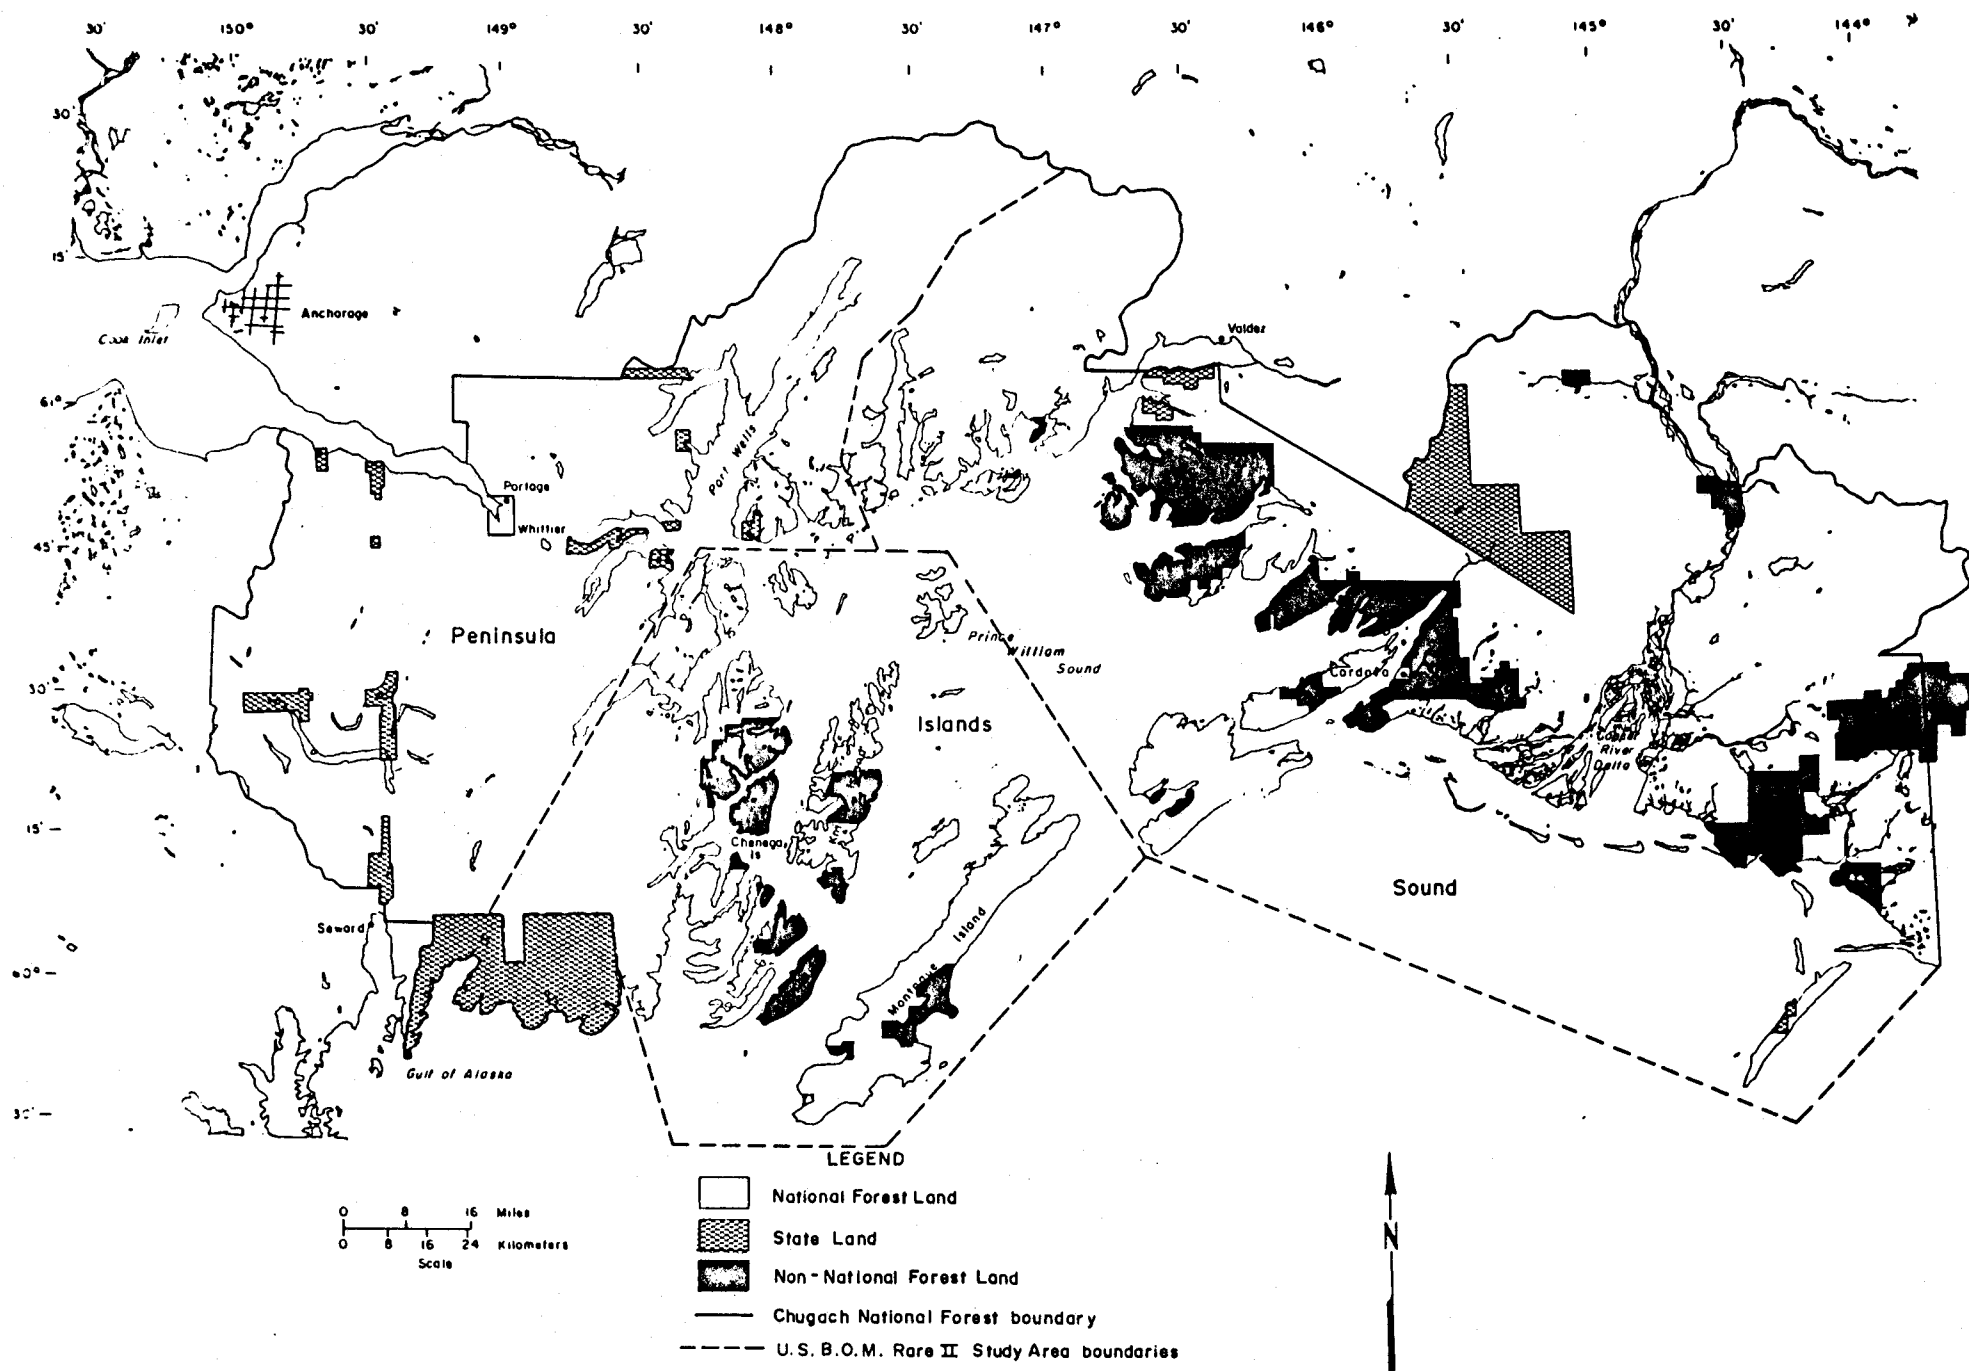 30' 150° 30' 149° 30' 148° 30' 147° 30' 146° 30' 145° 30' 144°
30'
15'
Anchorage
Valdez
Cook Inlet
61°
Port Wells
Portage
Whittier
45'
Peninsula
Prince
William
Sound
30'
Cordova
Islands
Copper
River
Delta
15'
Chenega
Is
Sound
Seward
Island
60°
Montague
Gulf of Alaska
LEGEND
National Forest Land
0 8 16 Miles
0 8 16 24 Kilometers
Scale
State Land
N
Non-National Forest Land
Chugach National Forest boundary
U.S.B.O.M. Rare II Study Area boundaries